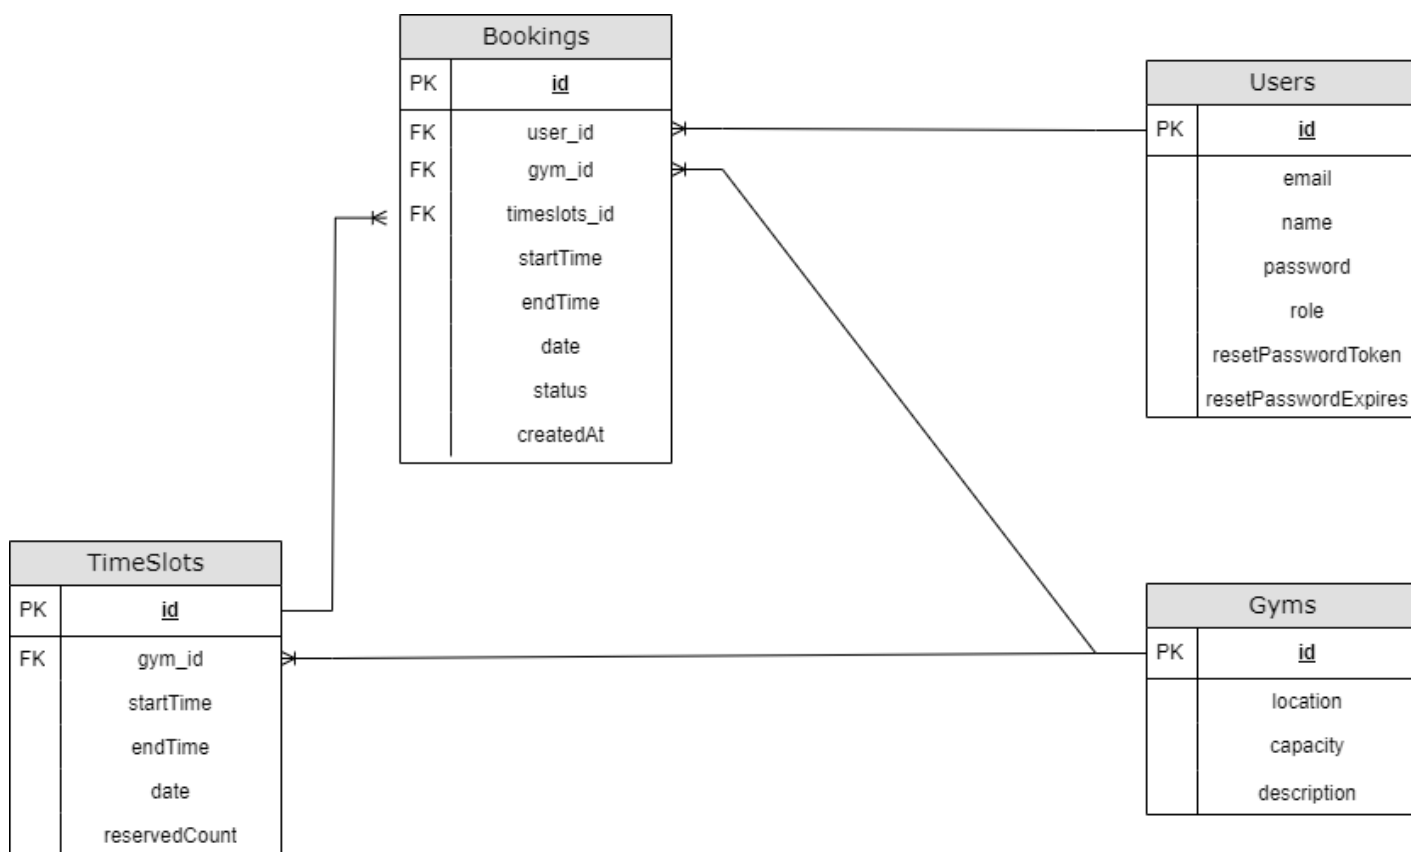 Bookings
PK id
FK user_id
FK gym_id
FK timeslots_id
startTime
endTime
date
status
createdAt
Users
PK id
email
name
password
role
resetPasswordToken
resetPasswordExpires
TimeSlots
PK id
FK gym_id
startTime
endTime
date
reservedCount
Gyms
PK id
location
capacity
description